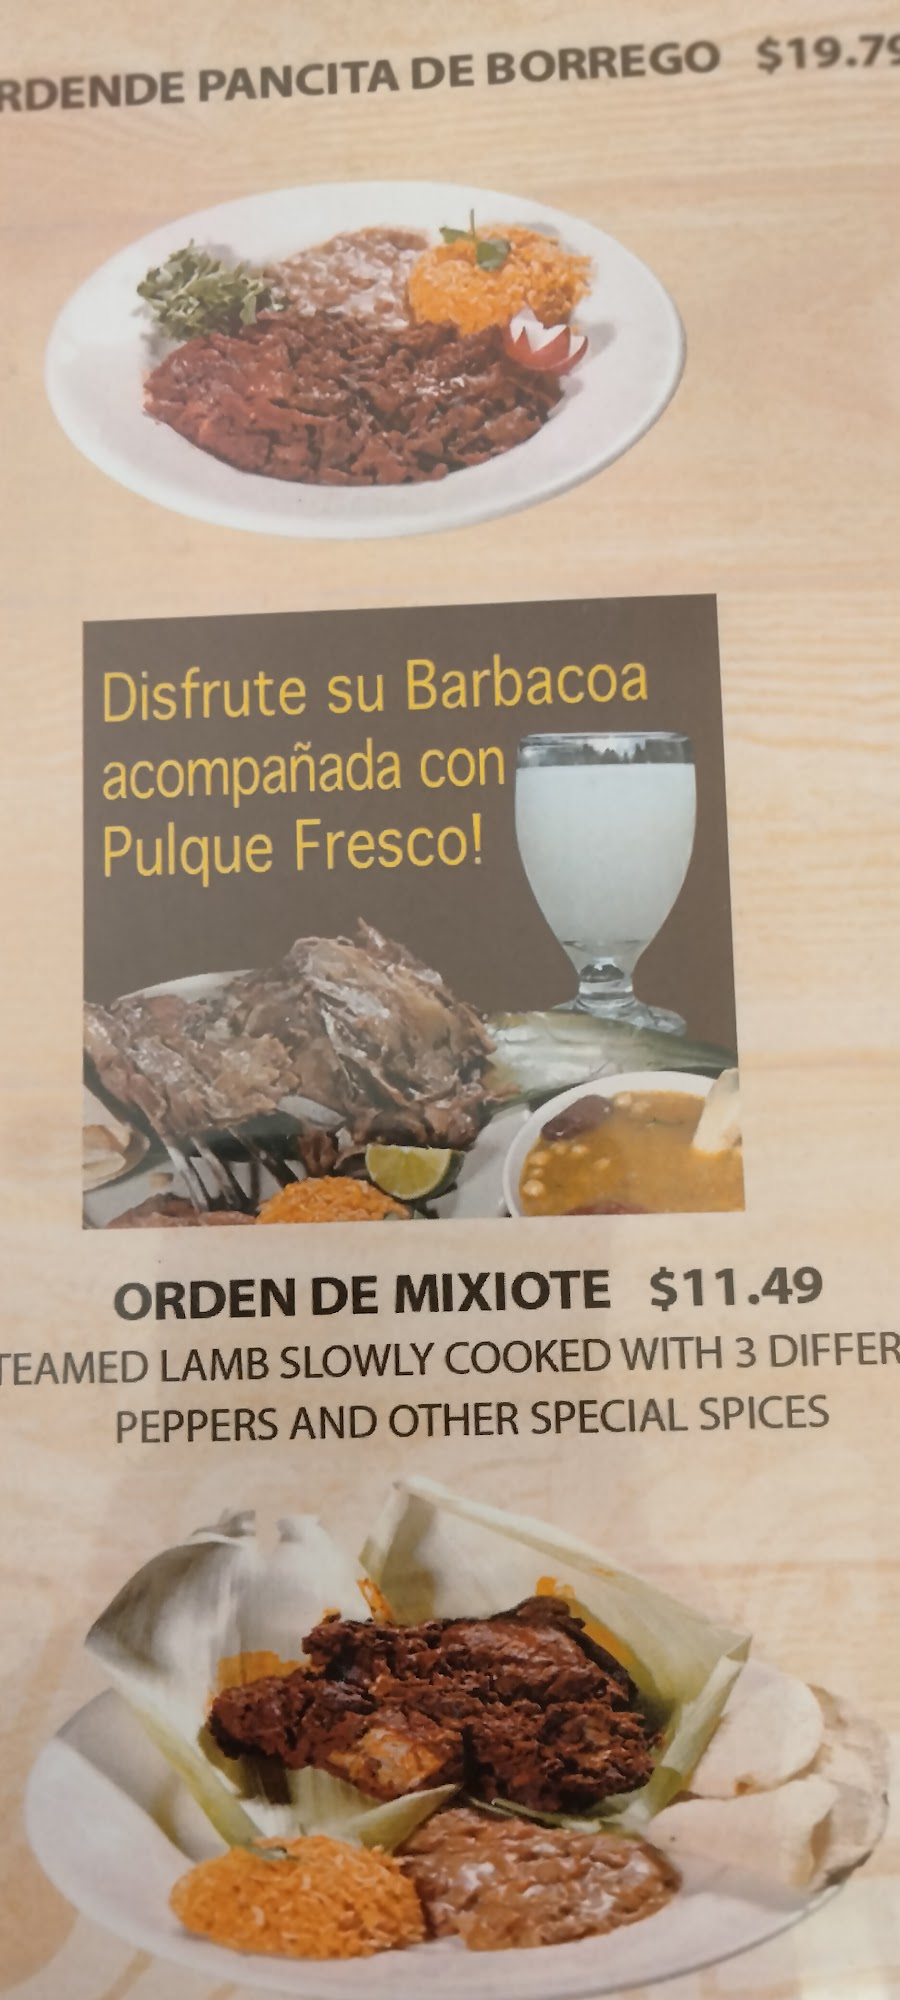 RDENDE PANCITA DE BORREGO $19.79
Disfrute su Barbacoa
acompañada con
Pulque Fresco!
ORDEN DE MIXIOTE $11.49
TEAMED LAMB SLOWLY COOKED WITH 3 DIFFER
PEPPERS AND OTHER SPECIAL SPICES